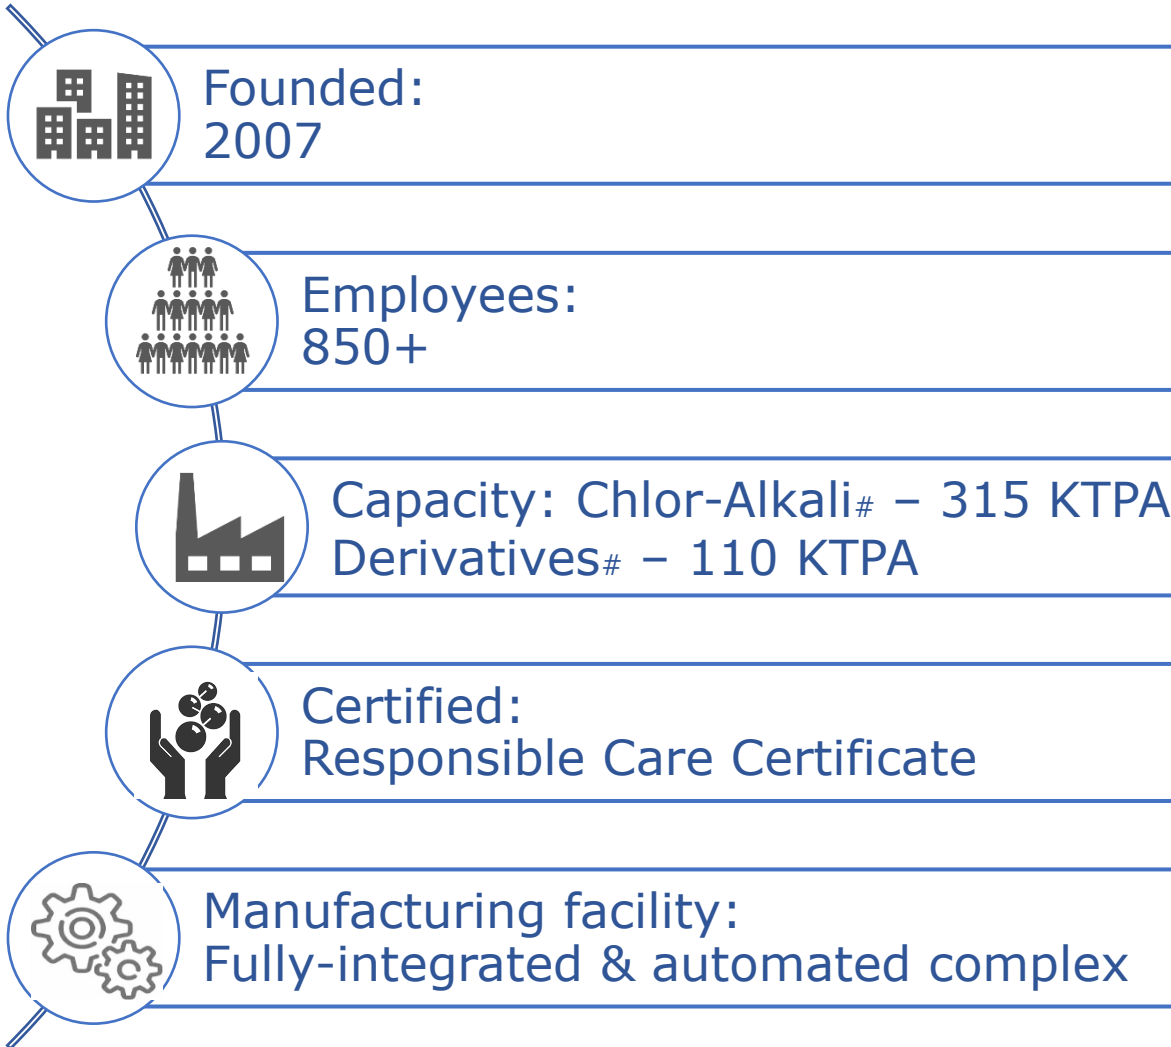 Founded:
2007
Employees:
850+
Capacity: Chlor-Alkali# – 315 KTPA
Derivatives# – 110 KTPA
Certified:
Responsible Care Certificate
Manufacturing facility:
Fully-integrated & automated complex